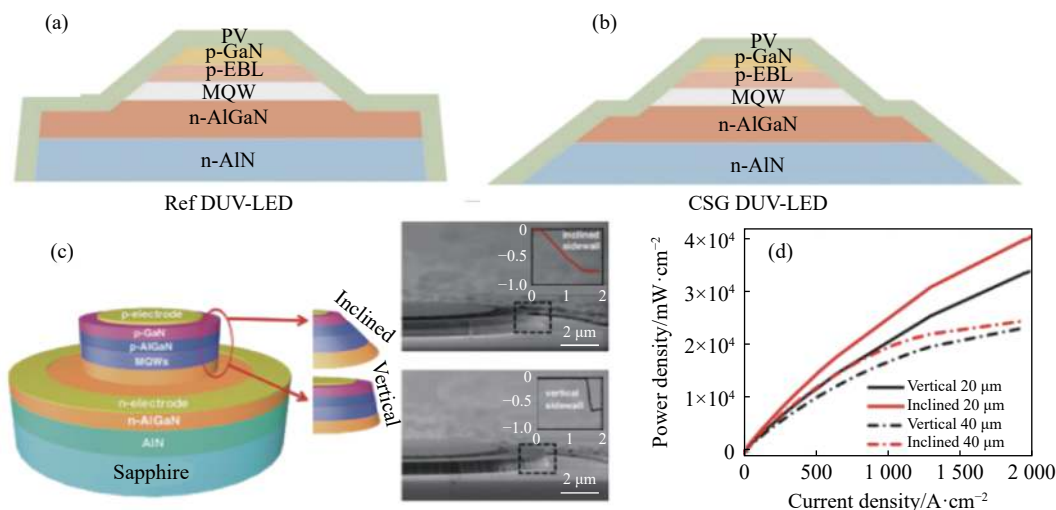 (a)
PV
p-GaN
p-EBL
MQW
n-AlGaN
n-AlN
Ref DUV-LED
(b)
PV
p-GaN
p-EBL
MQW
n-AlGaN
n-AlN
CSG DUV-LED
(c)
p-electrode
p-GaN
p-AlGaN
MQWs
n-electrode
n-AlGaN
AlN
Sapphire
Inclined
Vertical
0
−0.5
−1.0
0 1 2
inclined
sidewall
2 μm
0
−0.5
−1.0
0 1 2
vertical
sidewall
2 μm
(d)
Power density/mW·cm⁻²
4×10⁴
3×10⁴
2×10⁴
1×10⁴
0
Vertical 20 μm
Inclined 20 μm
Vertical 40 μm
Inclined 40 μm
0 500 1 000 1 500 2 000
Current density/A·cm⁻²